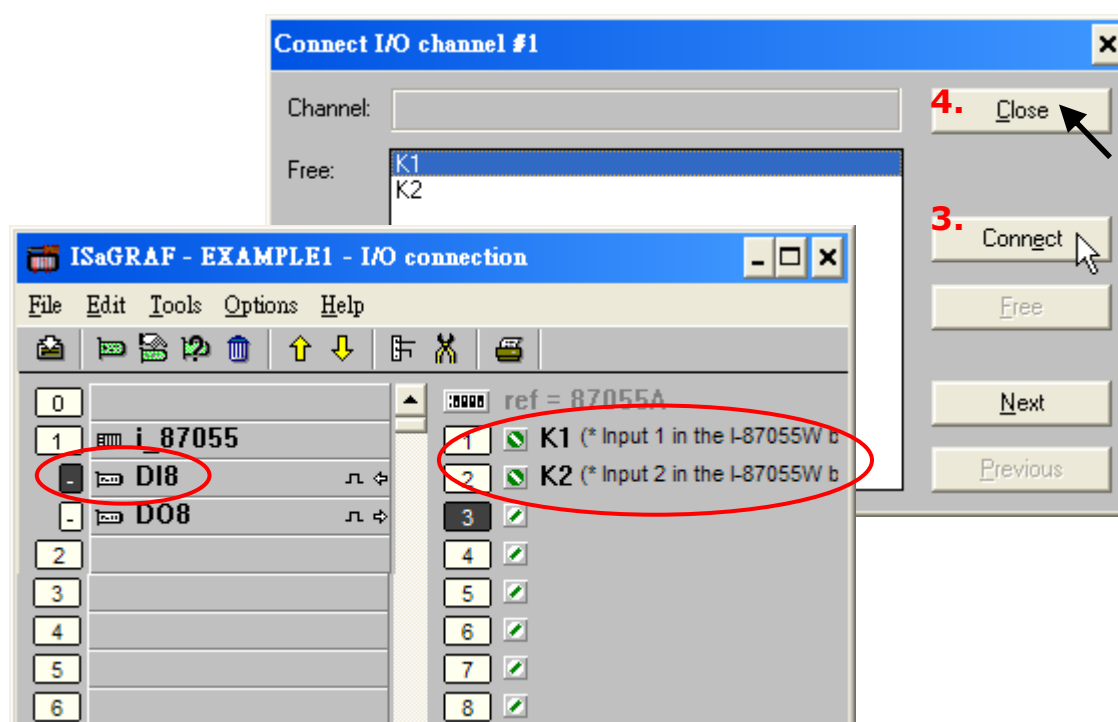 Connect I/O channel #1
Channel:
4. Close
Free:
K1
K2
3. Connect
Free
Next
Previous
ISaGRAF - EXAMPLE1 - I/O connection
File Edit Tools Options Help
0
1 i_87055
- DI8
- DO8
2
3
4
5
6
ref = 87055A
1 K1 (* Input 1 in the I-87055W b
2 K2 (* Input 2 in the I-87055W b
3
4
5
6
7
8